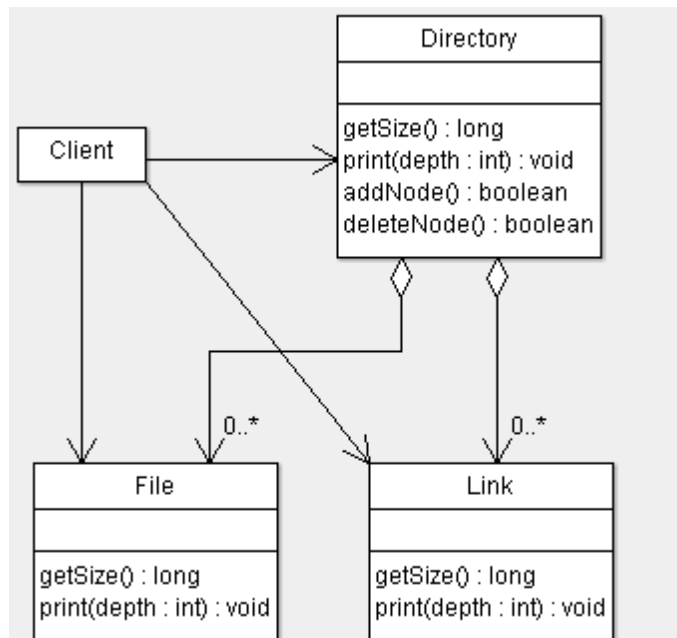 Directory
getSize() : long
print(depth : int) : void
addNode() : boolean
deleteNode() : boolean
Client
0..*
0..*
File
getSize() : long
print(depth : int) : void
Link
getSize() : long
print(depth : int) : void